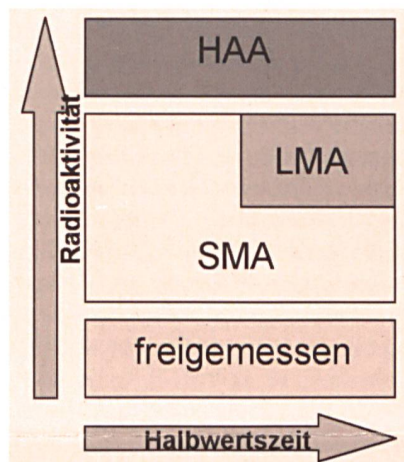 HAA
Radioaktivität
LMA
SMA
freigemessen
Halbwertszeit